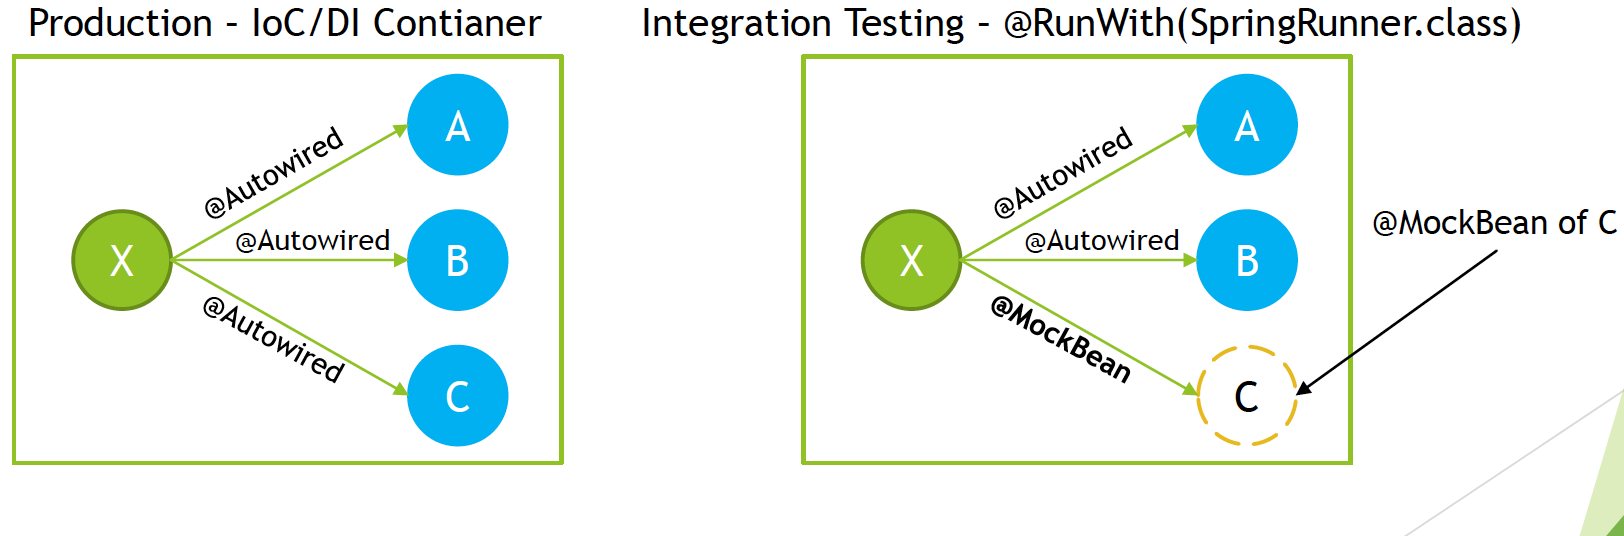 Production - IoC/DI Contianer
@Autowired
@Autowired
@Autowired
X
A
B
C
Integration Testing - @RunWith(SpringRunner.class)
@Autowired
@Autowired
@MockBean
X
A
B
C
@MockBean of C